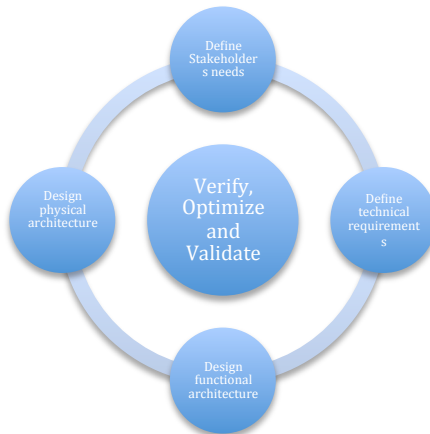 Define
Stakeholder
s needs
Verify,
Optimize
and
Validate
Design
physical
architecture
Define
technical
requirement
s
Design
functional
architecture